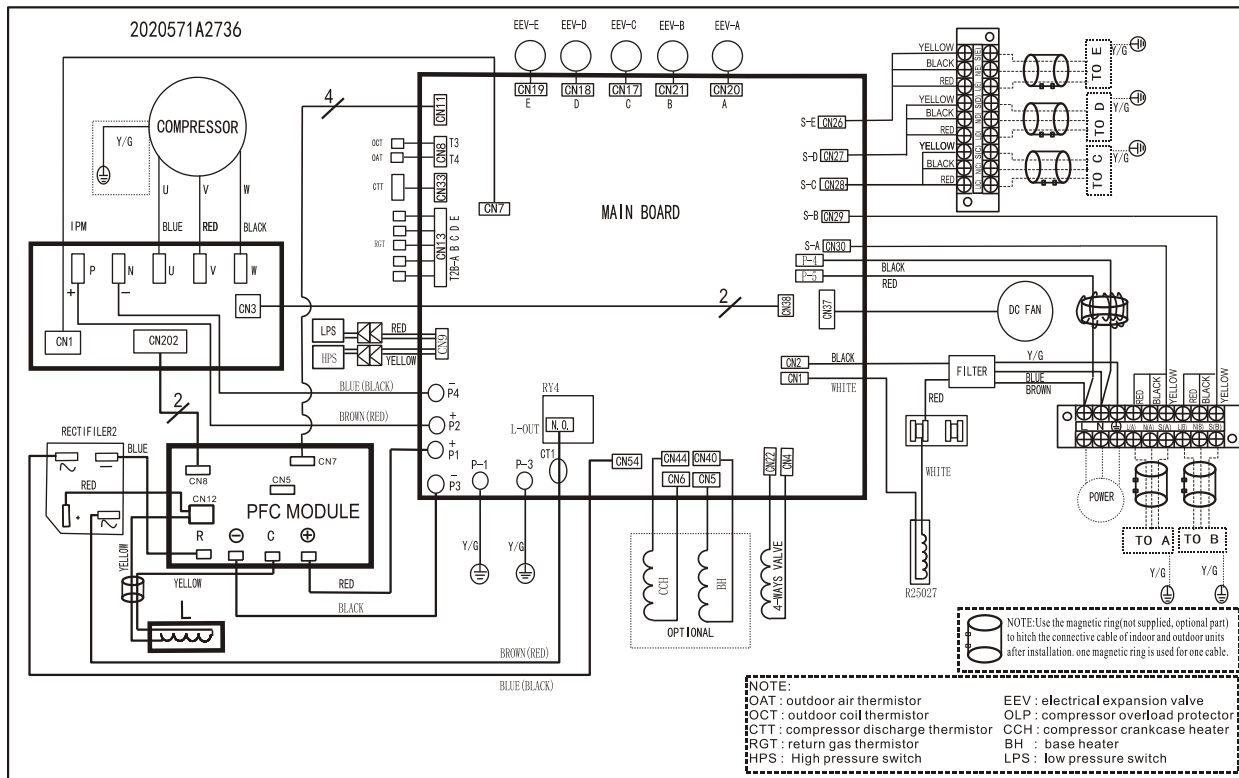 2020571A2736
EEV-E EEV-D EEV-C EEV-B EEV-A
CN19 CN18 CN17 CN21 CN20
E D C B A
4
CN11
COMPRESSOR
Y/G
U V W
BLUE RED BLACK
IPM
P N U V W
+ −
CN3
CN1
CN202
2
OCT
OAT
CN8
T3
T4
CTT
CN33
RGT
CN13
T2B-A B C D E
CN7
MAIN BOARD
2
CN38
CN37
LPS
RED
HPS
YELLOW
CN9
BLUE(BLACK)
− P4
BROWN(RED)
+ P2
+ P1
− P3
RY4
L-OUT
N.O.
CT1
P-1 P-3
Y/G Y/G
CN54
CN44 CN40
CN6 CN5
CN22 CN4
CCH
BH
OPTIONAL
4-WAYS VALVE
RECTIFILER2
BLUE
RED
CN7
CN8
CN5
CN12
PFC MODULE
R − C +
YELLOW
YELLOW
L
RED
BLACK
BROWN(RED)
BLUE(BLACK)
S-E CN26
S-D CN27
S-C CN28
S-B CN29
S-A CN30
P-4
P-5
BLACK
RED
YELLOW
BLACK
RED
YELLOW
BLACK
RED
YELLOW
BLACK
RED
S(E)
N(E)
L(E)
S(D)
N(D)
L(D)
S(C)
N(C)
L(C)
TO E
Y/G
TO D
Y/G
TO C
Y/G
DC FAN
CN2
BLACK
CN1
WHITE
FILTER
Y/G
BLUE
BROWN
RED
WHITE
R25027
RED BLACK YELLOW RED BLACK YELLOW
L N L(A) N(A) S(A) L(B) N(B) S(B)
POWER
TO A TO B
Y/G Y/G
NOTE:Use the magnetic ring(not supplied, optional part)
to hitch the connective cable of indoor and outdoor units
after installation. one magnetic ring is used for one cable.
NOTE:
OAT : outdoor air thermistor
OCT : outdoor coil thermistor
CTT : compressor discharge thermistor
RGT : return gas thermistor
HPS : High pressure switch
EEV : electrical expansion valve
OLP : compressor overload protector
CCH : compressor crankcase heater
BH : base heater
LPS : low pressure switch